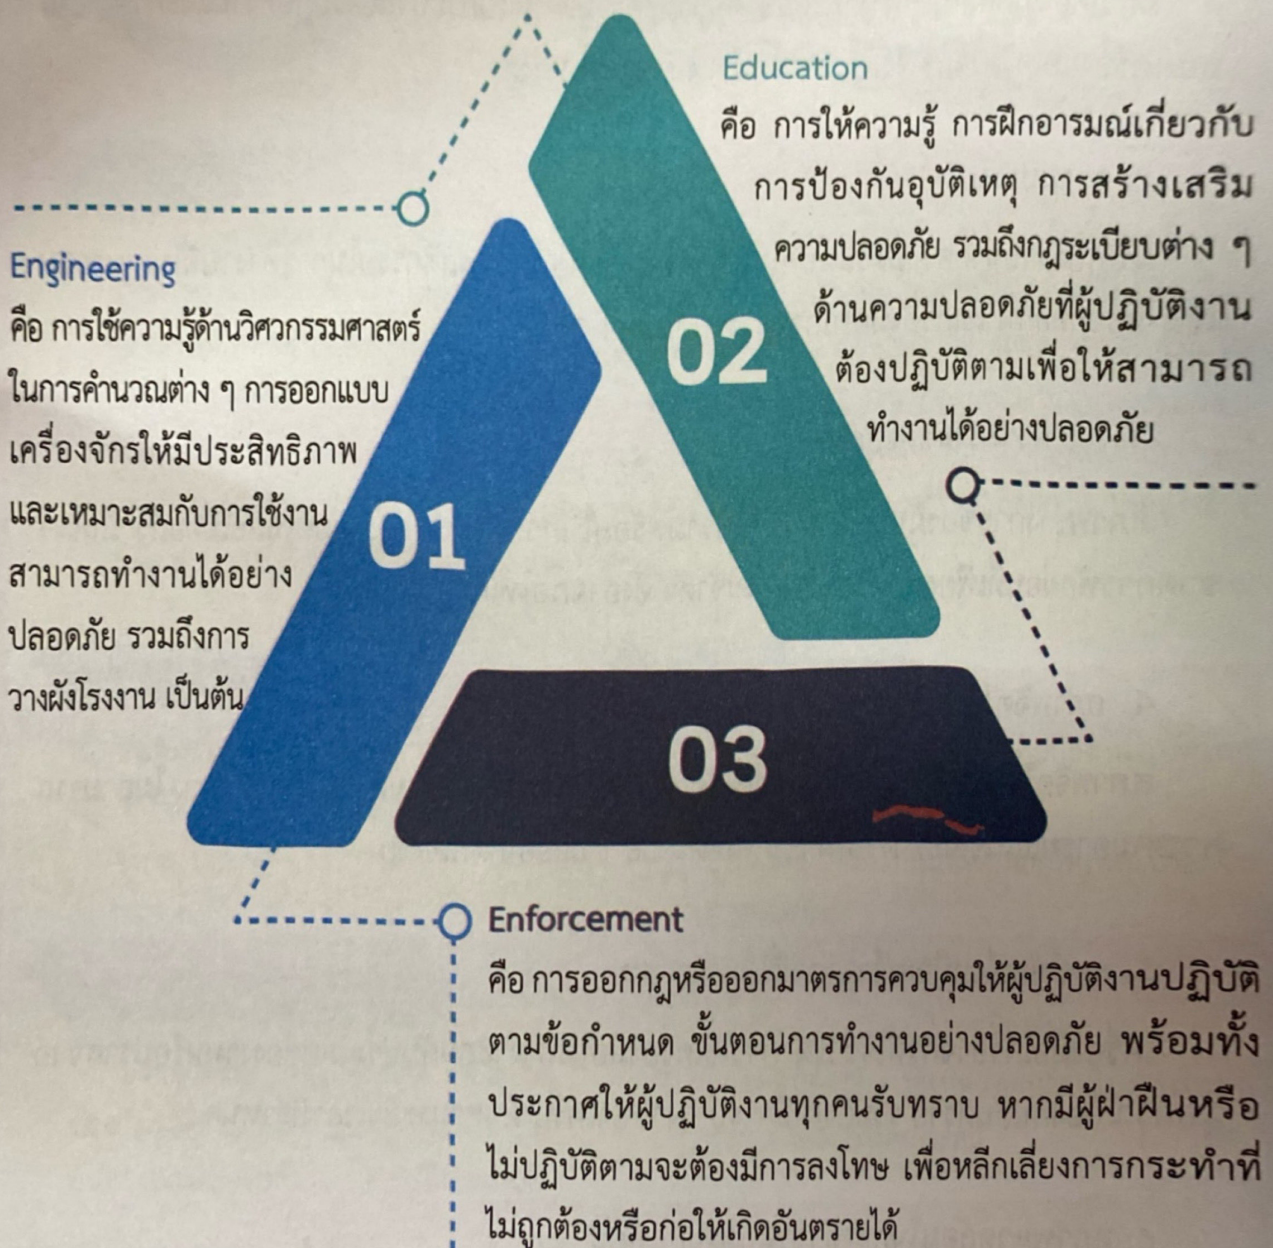 Engineering
คือ การใช้ความรู้ด้านวิศวกรรมศาสตร์
ในการคำนวณต่าง ๆ การออกแบบ
เครื่องจักรให้มีประสิทธิภาพ
และเหมาะสมกับการใช้งาน
สามารถทำงานได้อย่าง
ปลอดภัย รวมถึงการ
วางผังโรงงาน เป็นต้น
01
Education
คือ การให้ความรู้ การฝึกอารมณ์เกี่ยวกับ
การป้องกันอุบัติเหตุ การสร้างเสริม
ความปลอดภัย รวมถึงกฎระเบียบต่าง ๆ
ด้านความปลอดภัยที่ผู้ปฏิบัติงาน
ต้องปฏิบัติตามเพื่อให้สามารถ
ทำงานได้อย่างปลอดภัย
02
03
Enforcement
คือ การออกกฎหรือออกมาตรการควบคุมให้ผู้ปฏิบัติงานปฏิบัติ
ตามข้อกำหนด ขั้นตอนการทำงานอย่างปลอดภัย พร้อมทั้ง
ประกาศให้ผู้ปฏิบัติงานทุกคนรับทราบ หากมีผู้ฝ่าฝืนหรือ
ไม่ปฏิบัติตามจะต้องมีการลงโทษ เพื่อหลีกเลี่ยงการกระทำที่
ไม่ถูกต้องหรือก่อให้เกิดอันตรายได้